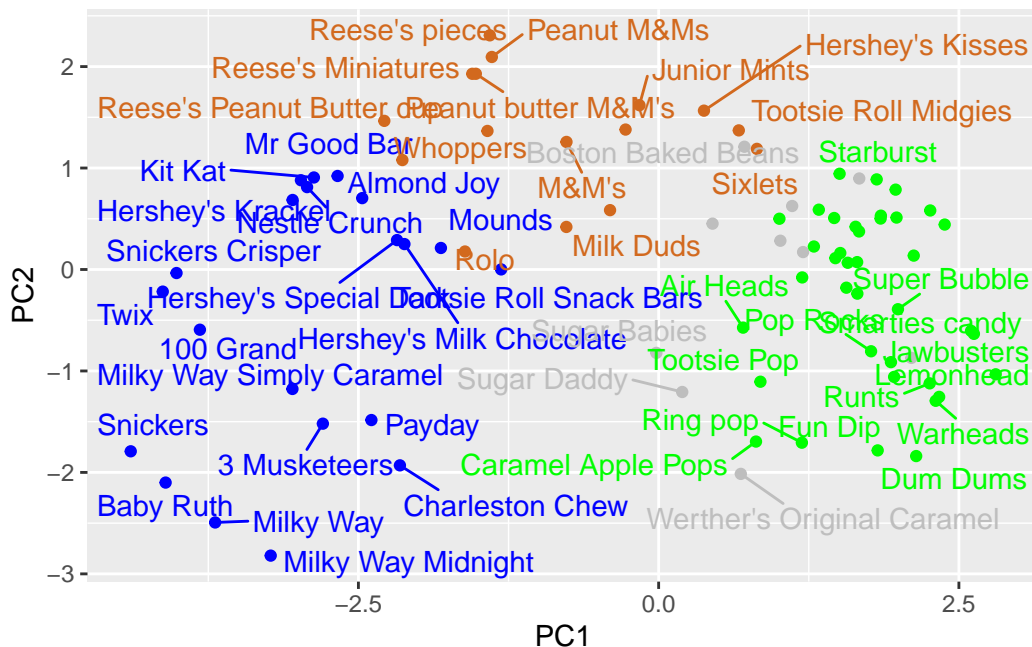 Reese's pieces
Peanut M&Ms
Hershey's Kisses
2
Reese's Miniatures
Junior Mints
Reese's Peanut Butter cup
Peanut butter M&M's
Tootsie Roll Midgies
Mr Good Bar
Whoppers
Boston Baked Beans
Starburst
1
Kit Kat
Almond Joy
M&M's
Sixlets
Hershey's Krackel
Nestle Crunch
Mounds
Snickers Crisper
Rolo
Milk Duds
0
Air Heads
Super Bubble
Hershey's Special Dark
Tootsie Roll Snack Bars
Twix
Pop Rocks
Smarties candy
100 Grand
Hershey's Milk Chocolate
Sugar Babies
Tootsie Pop
Jawbusters
−1
Milky Way Simply Caramel
Sugar Daddy
Lemonhead
Runts
Snickers
Payday
Ring pop
Fun Dip
Warheads
3 Musketeers
Caramel Apple Pops
−2
Dum Dums
Baby Ruth
Charleston Chew
Milky Way
Werther's Original Caramel
Milky Way Midnight
−3
−2.5
0.0
2.5
PC1
PC2